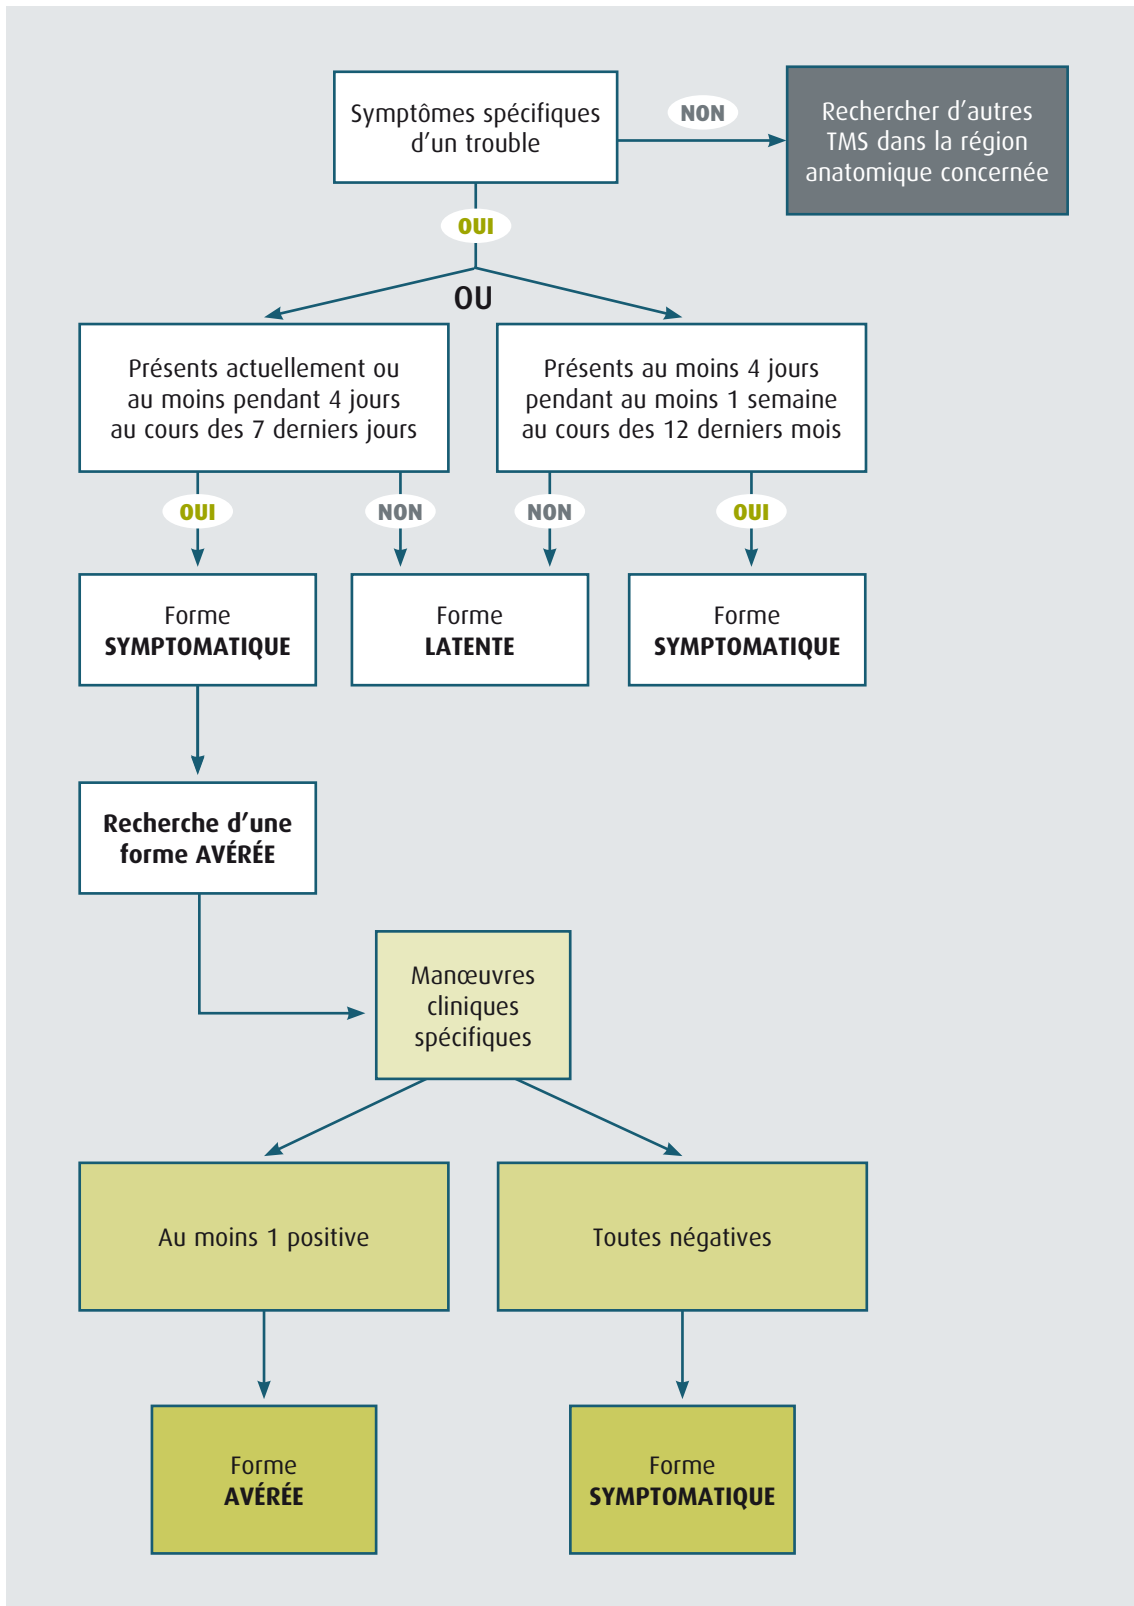 Symptômes spécifiques
d'un trouble
NON
Rechercher d'autres
TMS dans la région
anatomique concernée
OUI
OU
Présents actuellement ou
au moins pendant 4 jours
au cours des 7 derniers jours
Présents au moins 4 jours
pendant au moins 1 semaine
au cours des 12 derniers mois
OUI
NON
NON
OUI
Forme
SYMPTOMATIQUE
Forme
LATENTE
Forme
SYMPTOMATIQUE
Recherche d'une
forme AVÉRÉE
Manœuvres
cliniques
spécifiques
Au moins 1 positive
Toutes négatives
Forme
AVÉRÉE
Forme
SYMPTOMATIQUE